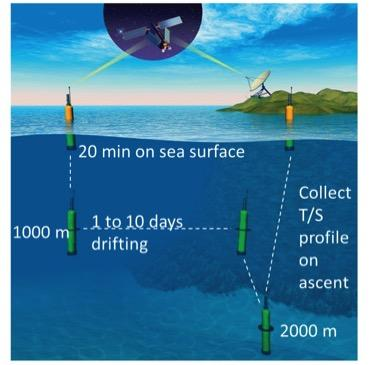 20 min on sea surface
1000 m
1 to 10 days
drifting
Collect
T/S
profile
on
ascent
2000 m